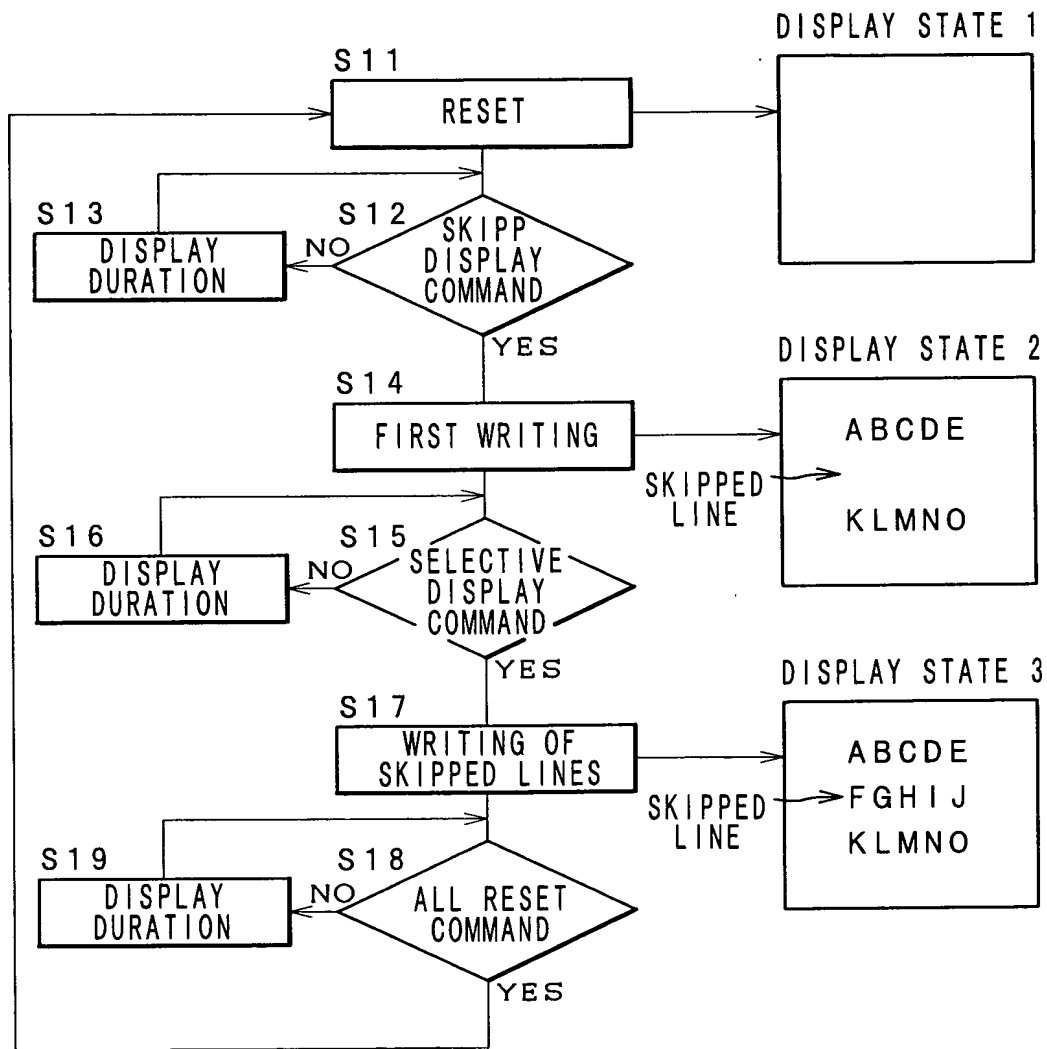 DISPLAY STATE 1
S11
RESET
S13
S12
DISPLAY
DURATION
NO
SKIPP
DISPLAY
COMMAND
YES
DISPLAY STATE 2
S14
FIRST WRITING
ABCDE
SKIPPED
LINE
KLMNO
S16
S15
DISPLAY
DURATION
NO
SELECTIVE
DISPLAY
COMMAND
YES
DISPLAY STATE 3
S17
WRITING OF
SKIPPED LINES
ABCDE
SKIPPED
LINE
FGHIJ
KLMNO
S19
S18
DISPLAY
DURATION
NO
ALL RESET
COMMAND
YES